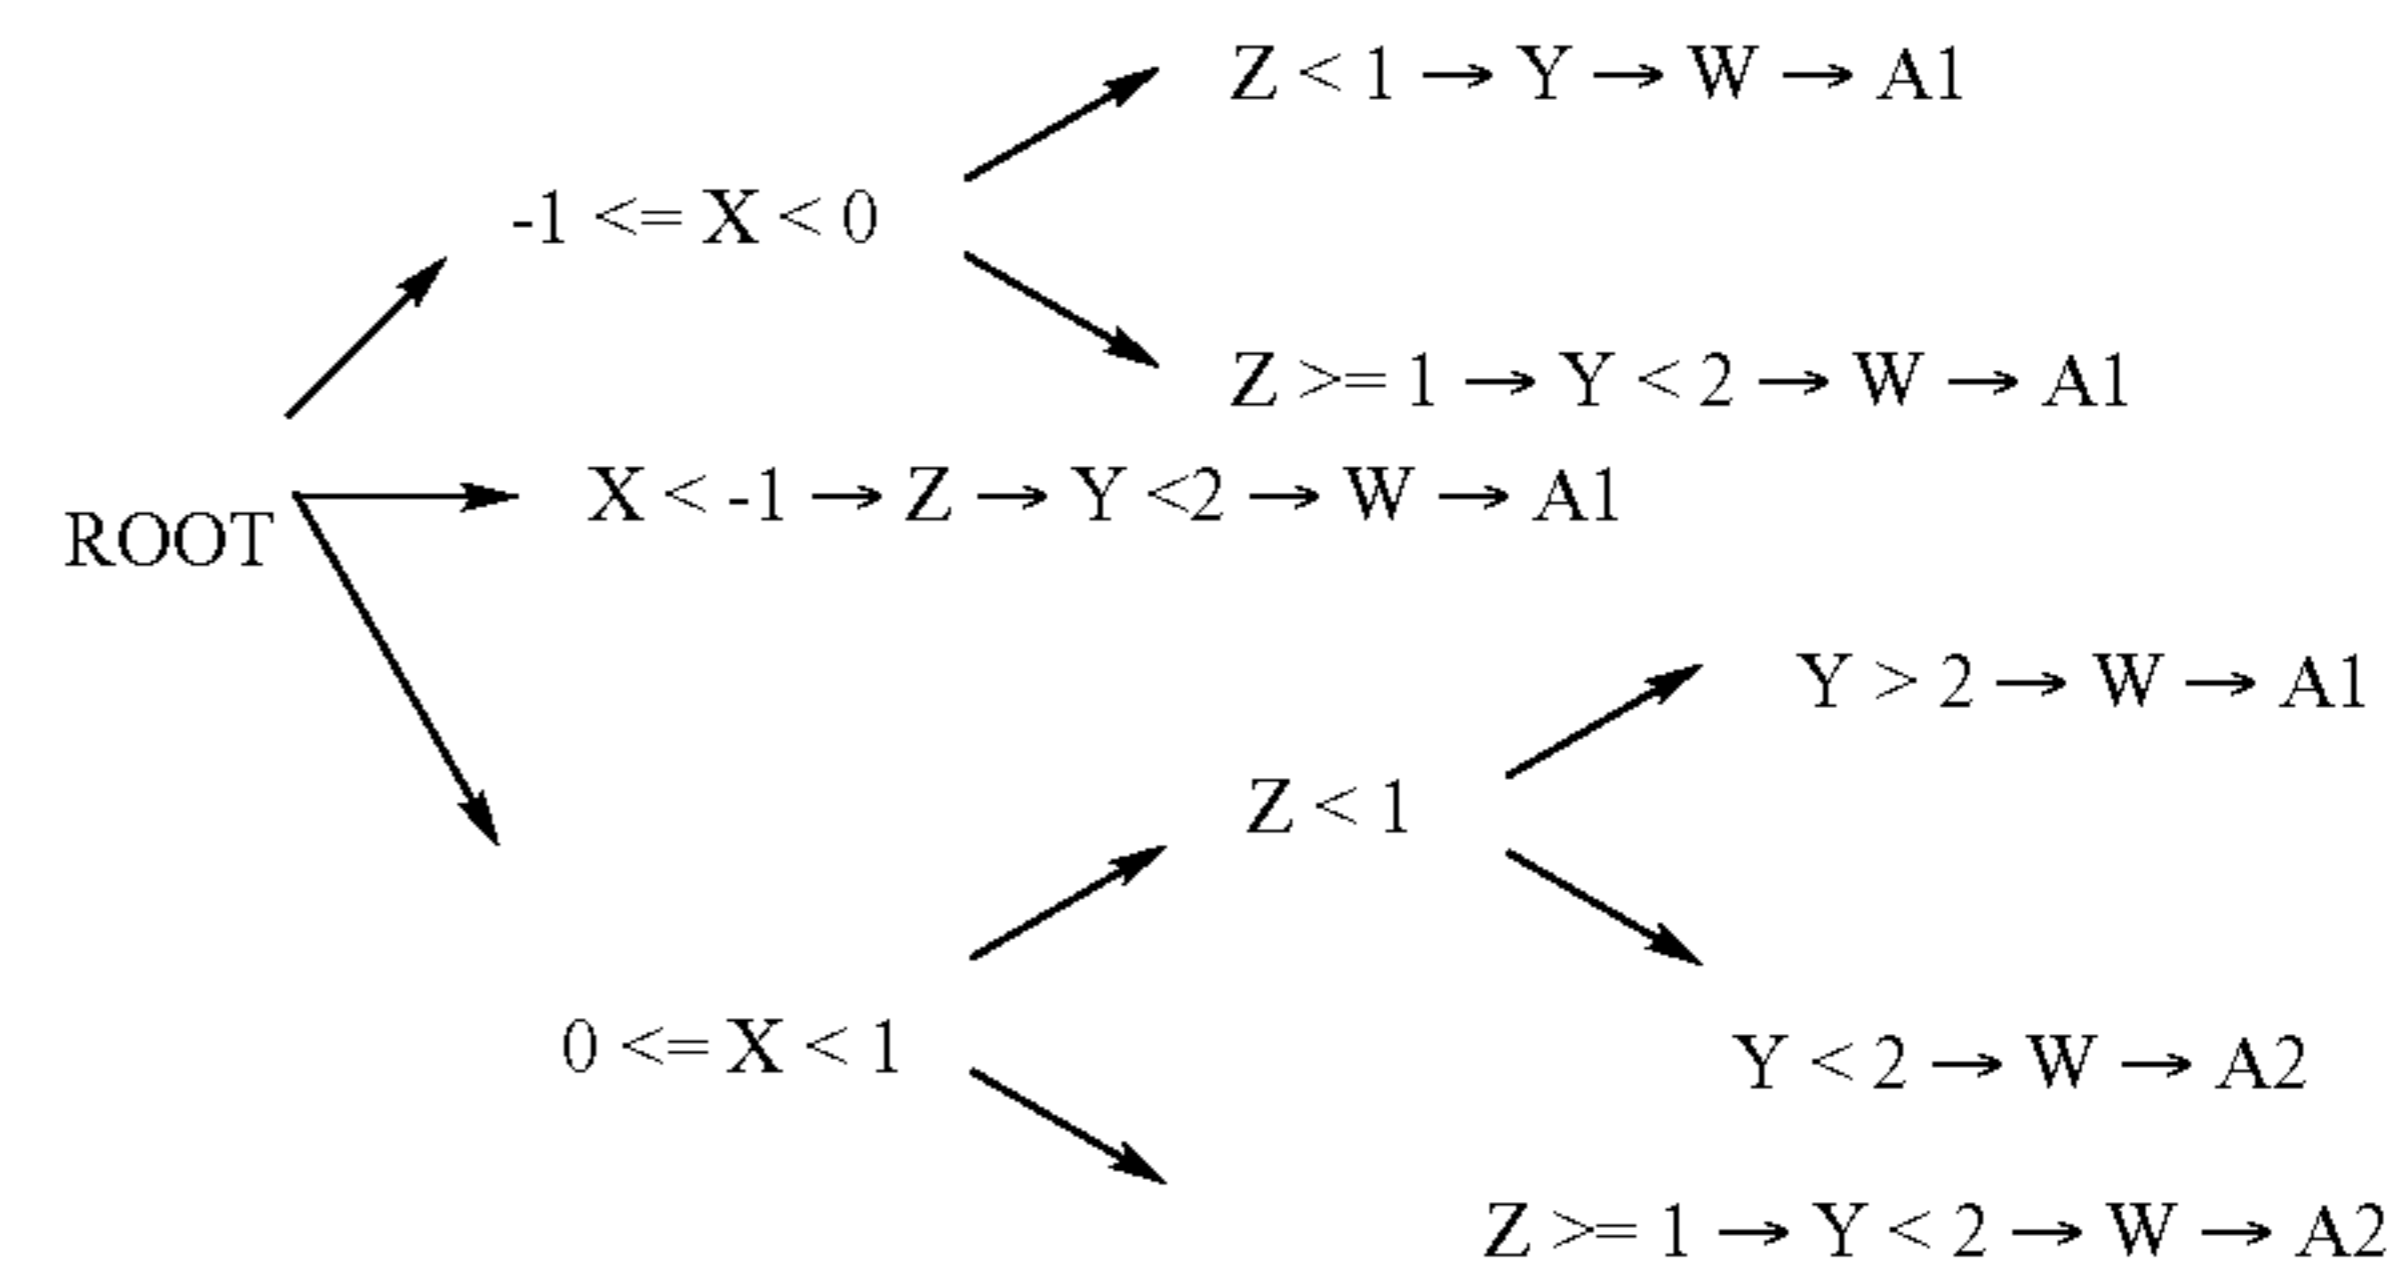 Z < 1 → Y → W → A1
-1 <= X < 0
Z >= 1 → Y < 2 → W → A1
X < -1 → Z → Y <2 → W → A1
ROOT
Y > 2 → W → A1
Z < 1
0 <= X < 1
Y < 2 → W → A2
Z >= 1 → Y < 2 → W → A2